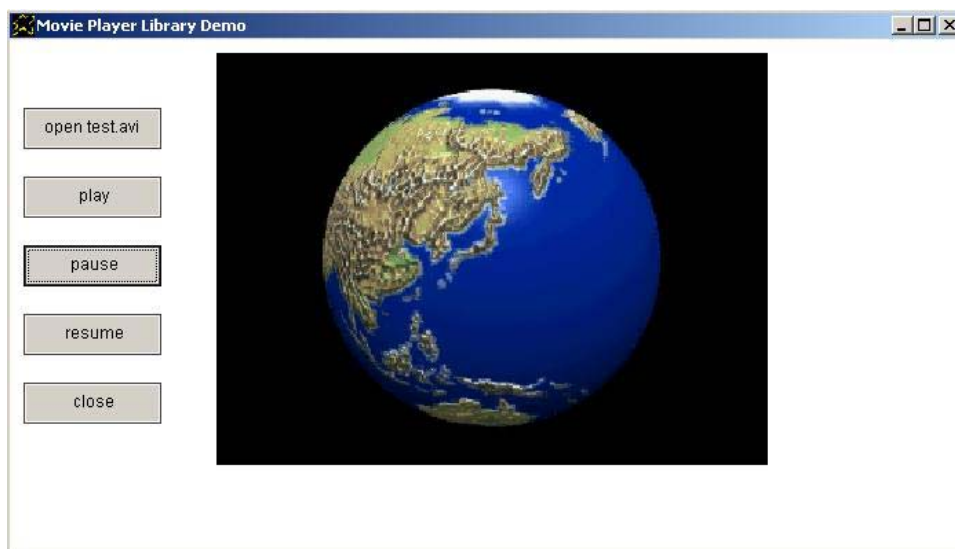 Movie Player Library Demo
open test.avi
play
pause
resume
close